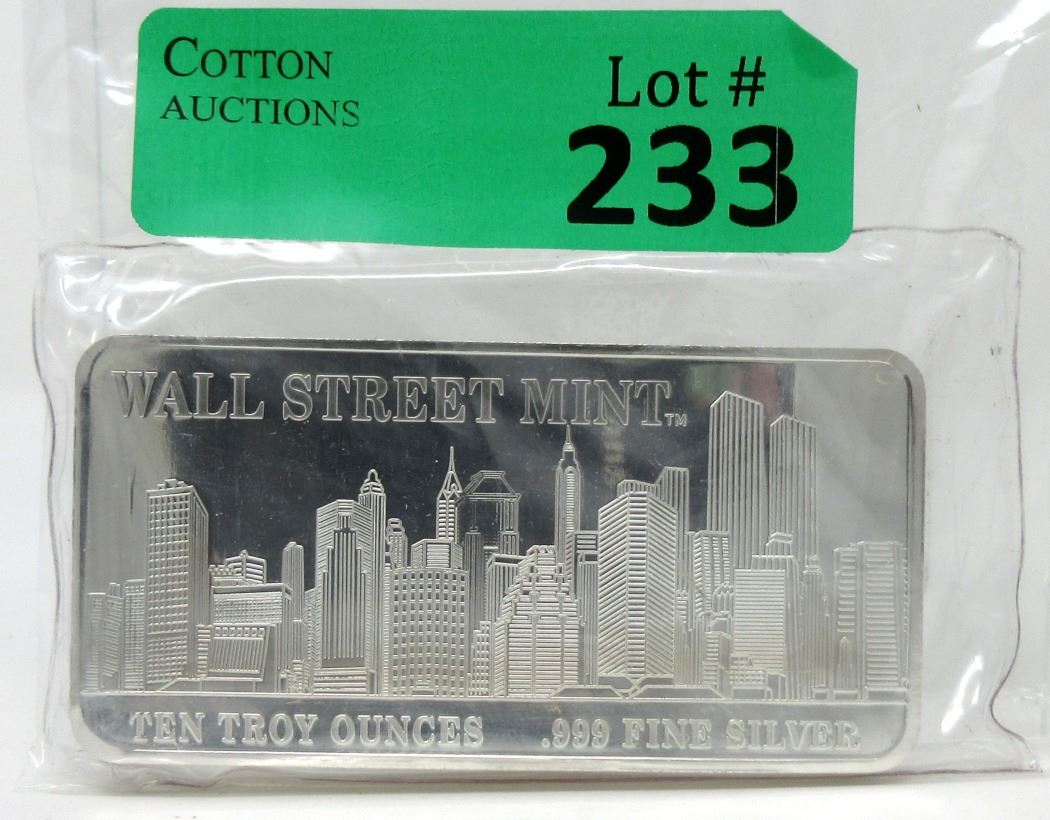 COTTON
AUCTIONS
Lot #
233
WALL STREET MINT™
TEN TROY OUNCES .999 FINE SILVER